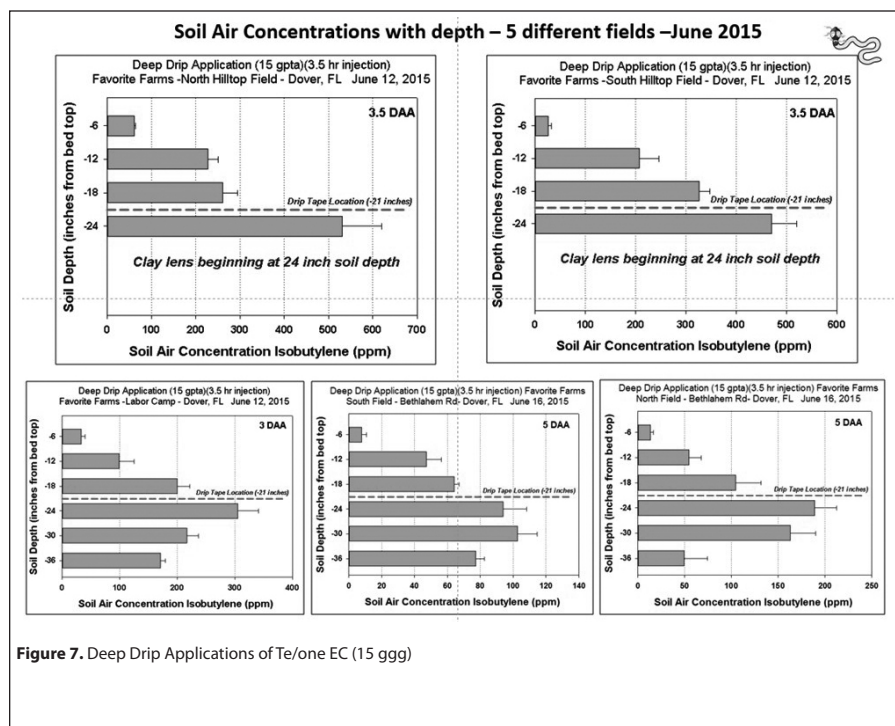 Soil Air Concentrations with depth – 5 different fields –June 2015
Deep Drip Application (15 gpta)(3.5 hr injection)
Favorite Farms -North Hilltop Field - Dover, FL June 12, 2015
3.5 DAA
Soil Depth (inches from bed top)
-6
-12
-18
-24
Drip Tape Location (-21 inches)
Clay lens beginning at 24 inch soil depth
0 100 200 300 400 500 600 700
Soil Air Concentration Isobutylene (ppm)
Deep Drip Application (15 gpta)(3.5 hr injection)
Favorite Farms -South Hilltop Field - Dover, FL June 12, 2015
3.5 DAA
Soil Depth (inches from bed top)
-6
-12
-18
-24
Drip Tape Location (-21 inches)
Clay lens beginning at 24 inch soil depth
0 100 200 300 400 500 600
Soil Air Concentration Isobutylene (ppm)
Deep Drip Application (15 gpta)(3.5 hr injection)
Favorite Farms -Labor Camp - Dover, FL June 12, 2015
3 DAA
Soil Depth (inches from bed top)
-6
-12
-18
-24
-30
-36
Drip Tape Location (-21 inches)
0 100 200 300 400
Soil Air Concentration Isobutylene (ppm)
Deep Drip Application (15 gpta)(3.5 hr injection) Favorite Farms
South Field - Bethlahem Rd- Dover, FL June 16, 2015
5 DAA
Soil Depth (inches from bed top)
-6
-12
-18
-24
-30
-36
Drip Tape Location (-21 inches)
0 20 40 60 80 100 120 140
Soil Air Concentration Isobutylene (ppm)
Deep Drip Application (15 gpta)(3.5 hr injection) Favorite Farms
North Field - Bethlahem Rd- Dover, FL June 16, 2015
5 DAA
Soil Depth (inches from bed top)
-6
-12
-18
-24
-30
-36
Drip Tape Location (-21 inches)
0 50 100 150 200 250
Soil Air Concentration Isobutylene (ppm)
Figure 7. Deep Drip Applications of Te/one EC (15 ggg)